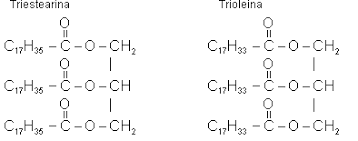 Triestearina Trioleina
O O
C₁₇H₃₅ – C – O – CH₂ C₁₇H₃₃ – C – O – CH₂
O O
C₁₇H₃₅ – C – O – CH C₁₇H₃₃ – C – O – CH
O O
C₁₇H₃₅ – C – O – CH₂ C₁₇H₃₃ – C – O – CH₂